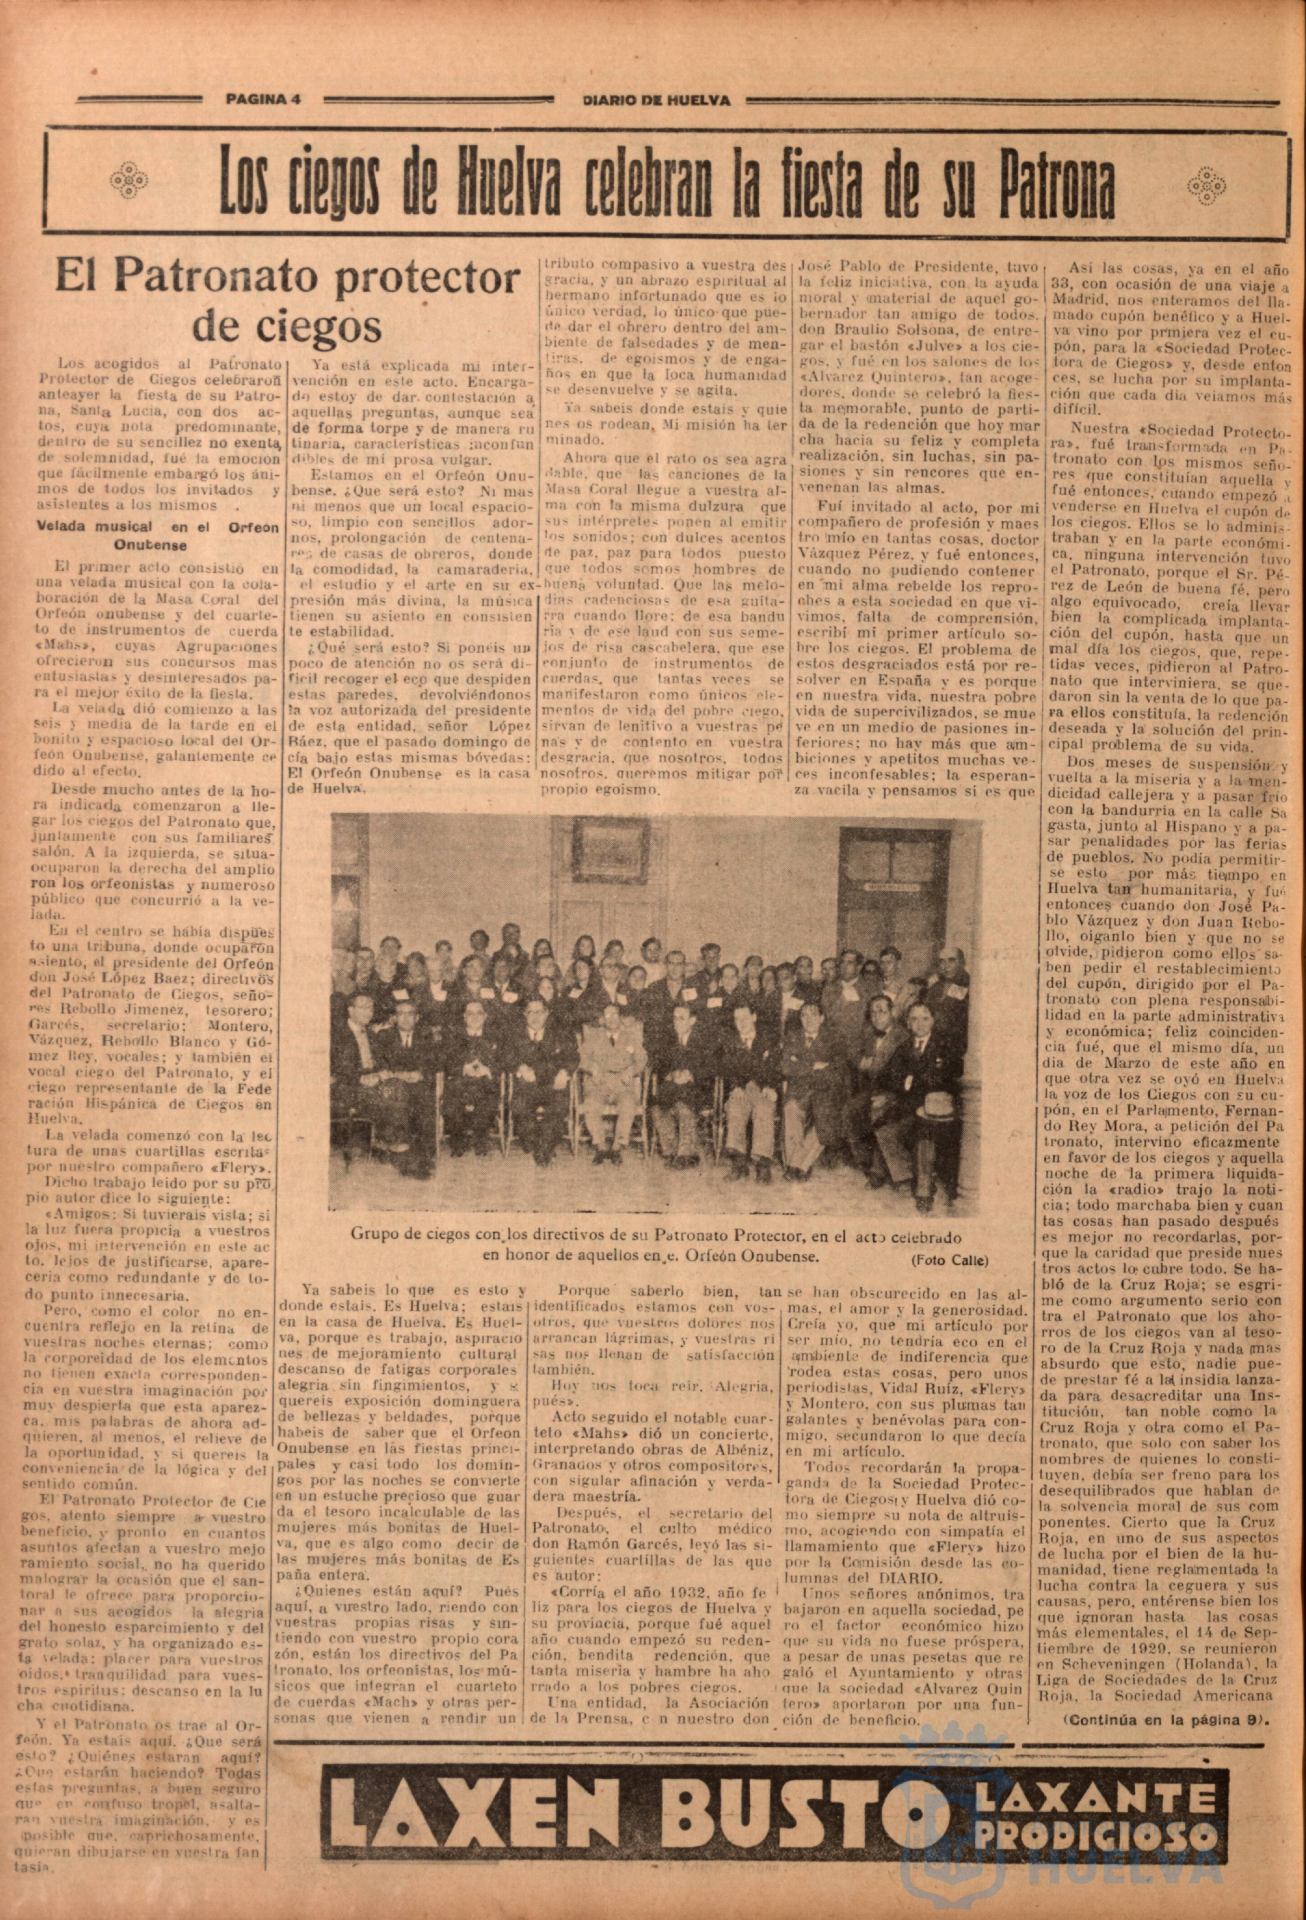 PAGINA 4
DIARIO DE HUELVA
Los ciegos de Huelva celebran la fiesta de su Patrona
El Patronato protector
de ciegos
Los acogidos al Patronato
Protector de Ciegos celebraron
anteayer la fiesta de su Patro-
na, Santa Lucia, con dos ac-
tos, cuya nota predominante,
dentro de su sencillez no exenta
de solemnidad, fué la emoción
que fácilmente embargó los áni-
mos de todos los invitados y
asistentes a los mismos .
Velada musical en el Orfeón
Onubense
El primer acto consistió en
una velada musical con la cola-
boración de la Masa Coral del
Orfeón onubense y del cuarte-
to de instrumentos de cuerda
«Mahs», cuyas Agrupaciones
ofrecieron sus concursos mas
entusiastas y desinteresados pa-
ra el mejor éxito de la fiesta.
La velada dió comienzo a las
seis y media de la tarde en el
bonito y espacioso local del Or-
feón Onubense, galantemente ce
dido al efecto.
Desde mucho antes de la ho-
ra indicada comenzaron a lle-
gar los ciegos del Patronato que,
juntamente con sus familiares
salón. A la izquierda, se situa-
ocuparon la derecha del amplio
ron los orfeonistas y numeroso
público que concurrió a la ve-
lada.
En el centro se había dispues
to una tribuna, donde ocuparon
asiento, el presidente del Orfeón
don José López Baez; directivos
del Patronato de Ciegos, seño-
res Rebollo Jimenez, tesorero;
Garcés, secretario; Montero,
Vázquez, Rebollo Blanco y Gó-
mez Rey, vocales; y también el
vocal ciego del Patronato, y el
ciego representante de la Fede
ración Hispánica de Ciegos en
Huelva.
La velada comenzó con la lec
tura de unas cuartillas escritas
por nuestro compañero «Flery».
Dicho trabajo leido por su pro
pio autor dice lo siguiente:
«Amigos: Si tuvierais vista; si
la luz fuera propicia a vuestros
ojos, mi intervención en este ac
to, lejos de justificarse, apare-
cería como redundante y de to-
do punto innecesaria.
Pero, como el color no en-
cuentra reflejo en la retina de
vuestras noches eternas; como
la corporeidad de los elementos
no tienen exacta corresponden-
cia en vuestra imaginación por
muy despierta que esta aparez-
ca, mis palabras de ahora ad-
quieren, al menos, el relieve de
la oportunidad, y si quereis la
conveniencia de la lógica y del
sentido común.
El Patronato Protector de Cie
gos, atento siempre a vuestro
beneficio, y pronto en cuantos
asuntos afectan a vuestro mejo
ramiento social, no ha querido
malograr la ocasión que el san-
toral le ofrece para proporcio-
nar a sus acogidos la alegria
del honesto esparcimiento y del
grato solaz, y ha organizado es-
ta velada: placer para vuestros
oidos, tranquilidad para vues-
tros espiritus: descanso en la lu
cha cuotidiana.
Y el Patronato os trae al Or-
feón. Ya estais aquí. ¿Que será
esto? ¿Quiénes estaran aquí?
¿Que estarán haciendo? Todas
estas preguntas, a buen seguro
que en confuso tropel, asalta-
ran vuestra imaginación, y es
posible que, caprichosamente,
quieran dibujarse en vuestra fan
tasia.
Ya está explicada mi inter-
vención en este acto. Encarga-
do estoy de dar contestación a
aquellas preguntas, aunque sea
de forma torpe y de manera ru
tinaria, características inconfun
dibles de mi prosa vulgar.
Estamos en el Orfeón Onu-
bense. ¿Que será esto? Ni mas
ni menos que un local espacio-
so, limpio con sencillos ador-
nos, prolongación de centena-
res de casas de obreros, donde
la comodidad, la camaradería,
el estudio y el arte en su ex-
presión más divina, la música
tienen su asiento en consisten
te estabilidad.
¿Qué será esto? Si ponéis un
poco de atención no os será di-
ficil recoger el eco que despiden
estas paredes, devolviéndonos
la voz autorizada del presidente
de esta entidad, señor López
Báez, que el pasado domingo de
cía bajo estas mismas bóvedas:
El Orfeón Onubense es la casa
de Huelva.
tributo compasivo a vuestra des
gracia, y un abrazo espiritual al
hermano infortunado que es lo
único verdad, lo único que pue-
de dar el obrero dentro del am-
biente de falsedades y de men-
tiras, de egoismos y de enga-
ños en que la loca humanidad
se desenvuelve y se agita.
Ya sabeis donde estais y quie
nes os rodean. Mi misión ha ter
minado.
Ahora que el rato os sea agra
dable, que las canciones de la
Masa Coral llegue a vuestra al-
ma con la misma dulzura que
sus intérpretes ponen al emitir
los sonidos; con dulces acentos
de paz, paz para todos puesto
que todos somos hombres de
buena voluntad. Que las melo-
dias cadenciosas de esa guita-
rra cuando llore; de esa bandu
ria y de ese laud con sus seme-
jos de risa cascabelera, que ese
conjunto de instrumentos de
cuerdas, que tantas veces se
manifestaron como únicos ele-
mentos de vida del pobre ciego,
sirvan de lenitivo a vuestras pe
nas y de contento en vuestra
desgracia, que nosotros, todos
nosotros, queremos mitigar por
propio egoismo.
José Pablo de Presidente, tuvo
la feliz iniciativa, con la ayuda
moral y material de aquel go-
bernador tan amigo de todos,
don Braulio Solsona, de entre-
gar el bastón «Julve» a los cie-
gos, y fué en los salones de los
«Alvarez Quintero», tan acoge-
dores, donde se celebró la fies-
ta memorable, punto de parti-
da de la redención que hoy mar
cha hacia su feliz y completa
realización, sin luchas, sin pa-
siones y sin rencores que en-
venenan las almas.
Fuí invitado al acto, por mi
compañero de profesión y maes
tro mío en tantas cosas, doctor
Vázquez Pérez, y fué entonces,
cuando no pudiendo contener
en mi alma rebelde los repro-
ches a esta sociedad en que vi-
vimos, falta de comprensión,
escribí mi primer artículo so-
bre los ciegos. El problema de
estos desgraciados está por re-
solver en España y es porque
en nuestra vida, nuestra pobre
vida de supercivilizados, se mue
ve en un medio de pasiones in-
feriores; no hay más que am-
biciones y apetitos muchas ve-
ces inconfesables; la esperan-
za vacila y pensamos si es que
Así las cosas, ya en el año
33, con ocasión de una viaje a
Madrid, nos enteramos del lla-
mado cupón benéfico y a Huel-
va vino por primera vez el cu-
pón, para la «Sociedad Protec-
tora de Ciegos» y, desde enton
ces, se lucha por su implanta-
ción que cada día veiamos más
dificil.
Nuestra «Sociedad Protecto-
ra», fué transformada en Pa-
tronato con los mismos seño-
res que constituían aquella y
fué entonces, cuando empezó a
venderse en Huelva el cupón de
los ciegos. Ellos se lo adminis-
traban y en la parte económi-
ca, ninguna intervención tuvo
el Patronato, porque el Sr. Pé-
rez de León de buena fé, pero
algo equivocado, creía llevar
bien la complicada implanta-
ción del cupón, hasta que un
mal día los ciegos, que, repe-
tidas veces, pidieron al Patro-
nato que interviniera, se que-
daron sin la venta de lo que pa-
ra ellos constituía, la redención
deseada y la solución del prin-
cipal problema de su vida.
Dos meses de suspensión y
vuelta a la miseria y a la men-
dicidad callejera y a pasar frío
con la bandurria en la calle Sa
gasta, junto al Hispano y a pa-
sar penalidades por las ferias
de pueblos. No podía permitir-
se esto por más tiempo en
Huelva tan humanitaria, y fué
entonces cuando don José Pa-
blo Vázquez y don Juan Rebo-
llo, oiganlo bien y que no se
olvide, pidieron como ellos sa-
ben pedir el restablecimiento
del cupón, dirigido por el Pa-
tronato con plena responsabi-
lidad en la parte administrativa
y económica; feliz coinciden-
cia fué, que el mismo día, un
dia de Marzo de este año en
que otra vez se oyó en Huelva
la voz de los Ciegos con su cu-
pón, en el Parlamento, Fernan-
do Rey Mora, a petición del Pa
tronato, intervino eficazmente
en favor de los ciegos y aquella
noche de la primera liquida-
ción la «radio» trajo la noti-
cia; todo marchaba bien y cuan
tas cosas han pasado después
es mejor no recordarlas, por-
que la caridad que preside nues
tros actos lo cubre todo. Se ha-
bló de la Cruz Roja; se esgri-
me como argumento serio con
tra el Patronato que los aho-
rros de los ciegos van al teso-
ro de la Cruz Roja y nada mas
absurdo que esto, nadie pue-
de prestar fé a la insidia lanza-
da para desacreditar una Ins-
titución, tan noble como la
Cruz Roja y otra como el Pa-
tronato, que solo con saber los
nombres de quienes lo consti-
tuyen, debía ser freno para los
desequilibrados que hablan de
la solvencia moral de sus com
ponentes. Cierto que la Cruz
Roja, en uno de sus aspectos
de lucha por el bien de la hu-
manidad, tiene reglamentada la
lucha contra la ceguera y sus
causas, pero, entérense bien los
que ignoran hasta las cosas
más elementales, el 14 de Sep-
tiembre de 1929, se reunieron
en Scheveningen (Holanda), la
Liga de Sociedades de la Cruz
Roja, la Sociedad Americana
(Continúa en la página 9).
Grupo de ciegos con los directivos de su Patronato Protector, en el acto celebrado
en honor de aquellos en e. Orfeón Onubense.
(Foto Calle)
Ya sabeis lo que es esto y
donde estais. Es Huelva; estais
en la casa de Huelva. Es Huel-
va, porque es trabajo, aspiracio
nes de mejoramiento cultural
descanso de fatigas corporales
alegria sin fingimientos, y s
quereis exposición dominguera
de bellezas y beldades, porque
habeis de saber que el Orfeon
Onubense en las fiestas princi-
pales y casi todo los domin-
gos por las noches se convierte
en un estuche precioso que guar
da el tesoro incalculable de las
mujeres más bonitas de Huel-
va, que es algo como decir de
las mujeres más bonitas de Es
paña entera.
¿Quienes están aquí? Pués
aquí, a vuestro lado, riendo con
vuestras propias risas y sin-
tiendo con vuestro propio cora
zón, están los directivos del Pa
tronato, los orfeonistas, los mú-
sicos que integran el cuarteto
de cuerdas «Mach» y otras per-
sonas que vienen a rendir un
Porque saberlo bien, tan
identificados estamos con vos-
otros, que vuestros dolores nos
arrancan lágrimas, y vuestras ri
sas nos llenan de satisfacción
también.
Hoy nos toca reir. Alegria,
pués».
Acto seguido el notable cuar-
teto «Mahs» dió un concierto,
interpretando obras de Albéniz,
Granados y otros compositores,
con sigular afinación y verda-
dera maestría.
Después, el secretario del
Patronato, el culto médico
don Ramón Garcés, leyó las si-
guientes cuartillas de las que
es autor:
«Corría el año 1932, año fe
liz para los ciegos de Huelva y
su provincia, porque fué aquel
año cuando empezó su reden-
ción, bendita redención, que
tanta miseria y hambre ha aho
rrado a los pobres ciegos.
Una entidad, la Asociación
de la Prensa, c n nuestro don
se han obscurecido en las al-
mas, el amor y la generosidad.
Creía yo, que mi artículo por
ser mío, no tendría eco en el
ambiente de indiferencia que
rodea estas cosas, pero unos
periodistas, Vidal Ruiz, «Flery»
y Montero, con sus plumas tan
galantes y benévolas para con-
migo, secundaron lo que decía
en mi artículo.
Todos recordarán la propa-
ganda de la Sociedad Protec-
tora de Ciegos y Huelva dió co-
mo siempre su nota de altruis-
mo, acogiendo con simpatía el
llamamiento que «Flery» hizo
por la Comisión desde las co-
lumnas del DIARIO.
Unos señores anónimos, tra
bajaron en aquella sociedad, pe
ro el factor económico hizo
que su vida no fuese próspera,
a pesar de unas pesetas que re
galó el Ayuntamiento y otras
que la sociedad «Alvarez Quin
tero» aportaron por una fun-
ción de beneficio.
LAXEN BUSTO LAXANTE
PRODIGIOSO
HUELVA